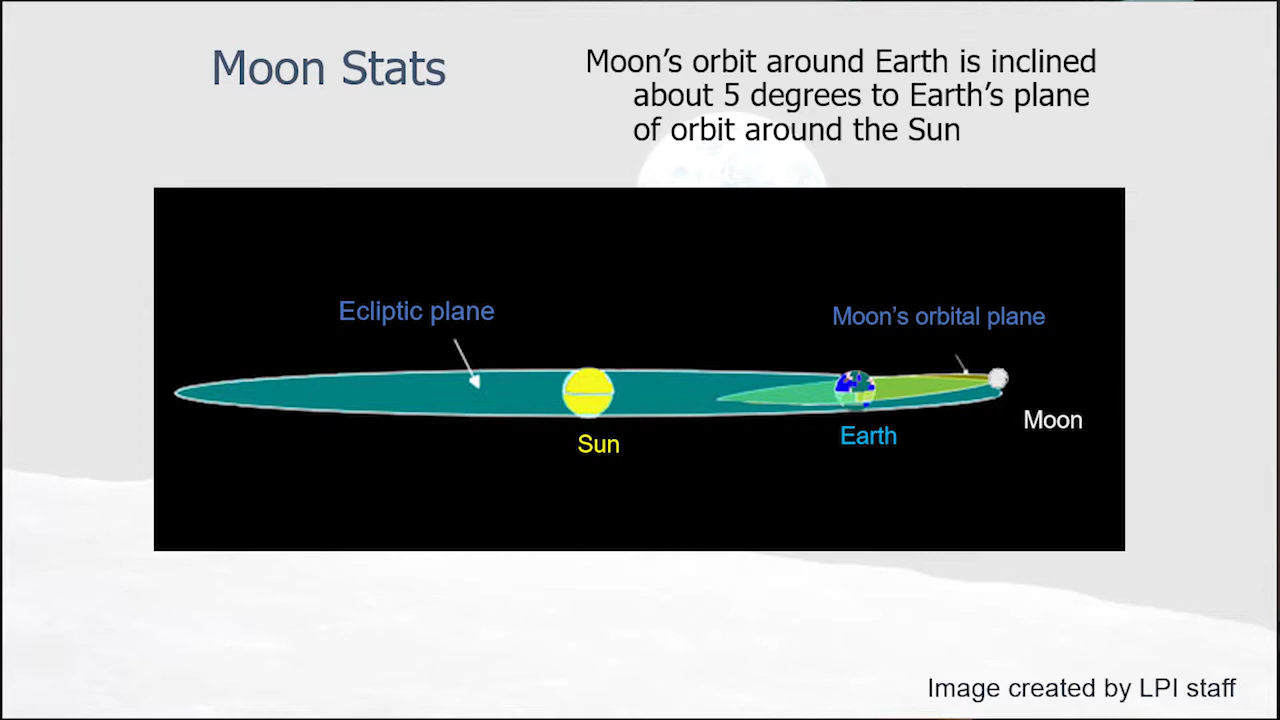 Moon Stats
Moon's orbit around Earth is inclined
about 5 degrees to Earth's plane
of orbit around the Sun
Ecliptic plane
Moon's orbital plane
Sun
Earth
Moon
Image created by LPI staff